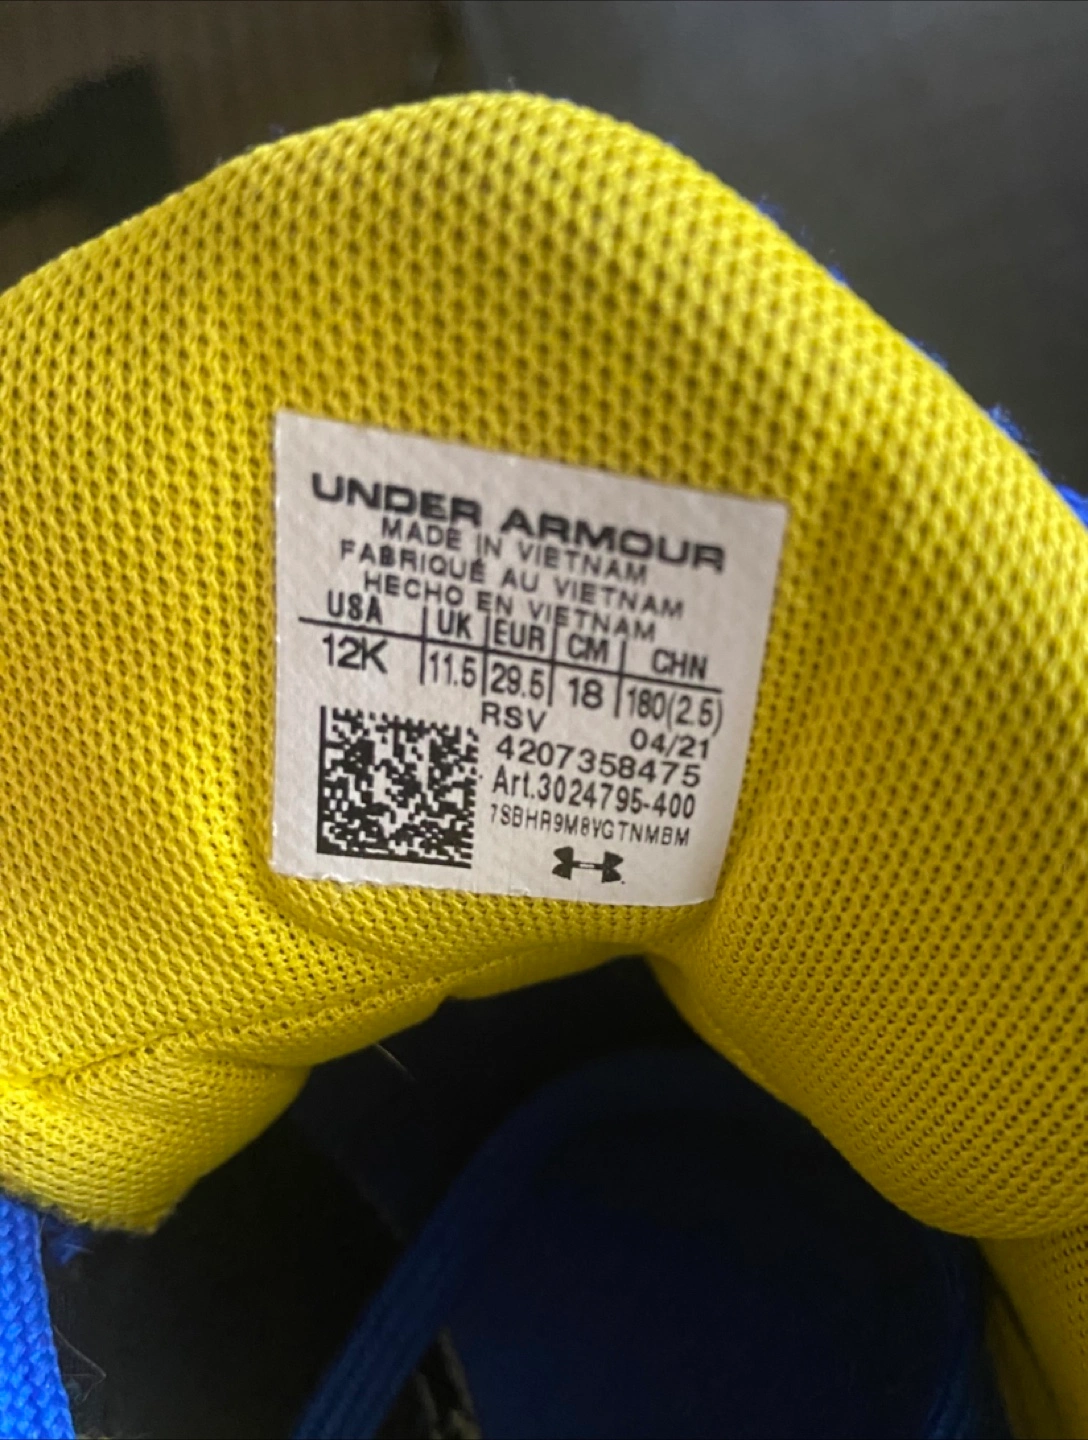 UNDER ARMOUR
MADE IN VIETNAM
FABRIQUÉ AU VIETNAM
HECHO EN VIETNAM
USA UK EUR CM CHN
12K 11.5 29.5 18 180(2.5)
RSV 04/21
4207358475
Art.3024795-400
7SBHR9M8YGTNMBM